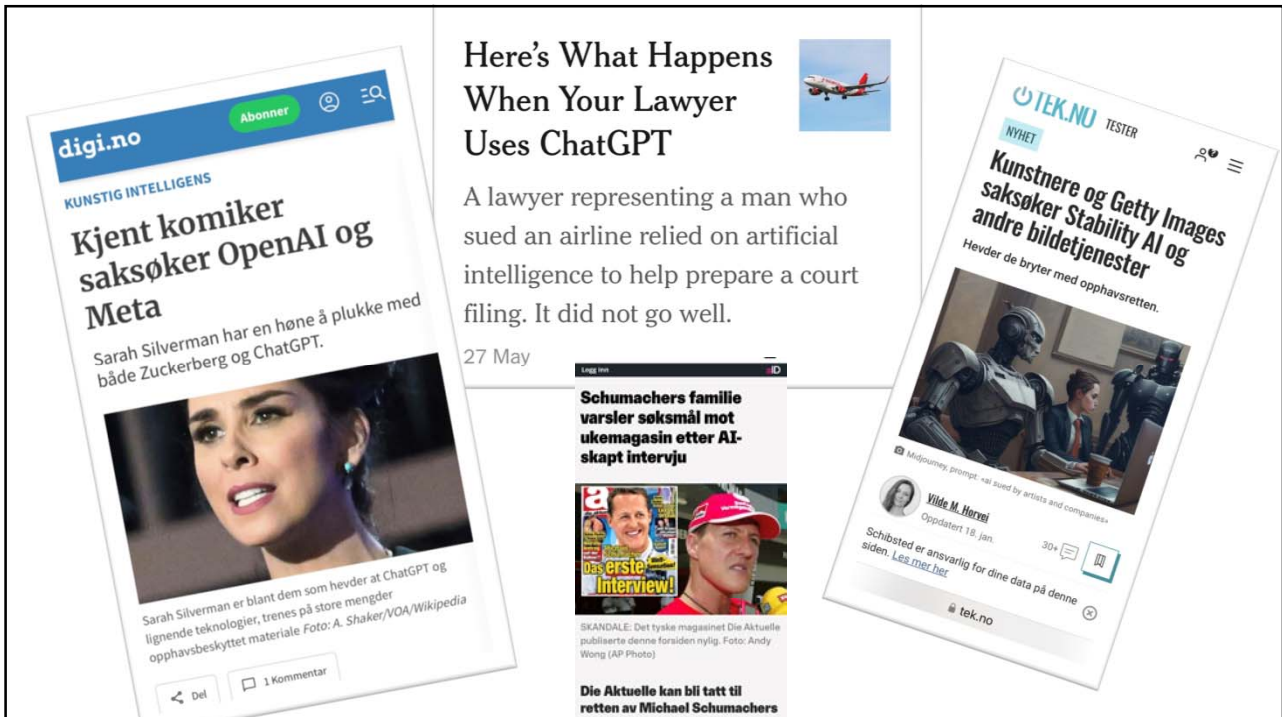 digi.no
Abonner
KUNSTIG INTELLIGENS
Kjent komiker
saksøker OpenAI og
Meta
Sarah Silverman har en høne å plukke med
både Zuckerberg og ChatGPT.
Sarah Silverman er blant dem som hevder at ChatGPT og
lignende teknologier, trenes på store mengder
opphavsbeskyttet materiale Foto: A. Shaker/VOA/Wikipedia
Del
1 Kommentar
Here’s What Happens
When Your Lawyer
Uses ChatGPT
A lawyer representing a man who
sued an airline relied on artificial
intelligence to help prepare a court
filing. It did not go well.
27 May
Logg inn
aID
Schumachers familie
varsler søksmål mot
ukemagasin etter AI-
skapt intervju
a
Das erste
Interview!
SKANDALE: Det tyske magasinet Die Aktuelle
publiserte denne forsiden nylig. Foto: Andy
Wong (AP Photo)
Die Aktuelle kan bli tatt til
retten av Michael Schumachers
TEK.NO TESTER
NYHET
Kunstnere og Getty Images
saksøker Stability AI og
andre bildetjenester
Hevder de bryter med opphavsretten.
Midjourney, prompt: «ai sued by artists and companies»
Vilde M. Horvei
Oppdatert 18. jan.
30+
Schibsted er ansvarlig for dine data på denne
siden. Les mer her
tek.no